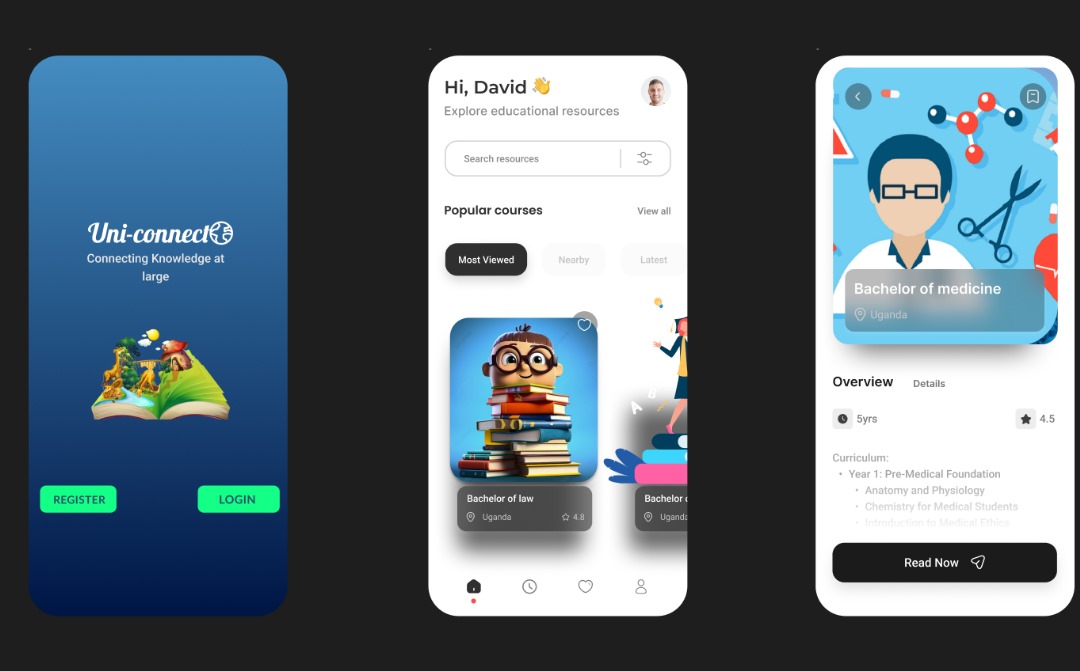 Uni-connect
Connecting Knowledge at
large
REGISTER
LOGIN
Hi, David 👋
Explore educational resources
Search resources
Popular courses
View all
Most Viewed
Nearby
Latest
A B
Bachelor of law
Uganda
4.8
Bachelor
Uganda
Bachelor of medicine
Uganda
Overview
Details
5yrs
4.5
Curriculum:
• Year 1: Pre-Medical Foundation
• Anatomy and Physiology
• Chemistry for Medical Students
• Introduction to Medical Ethics
Read Now